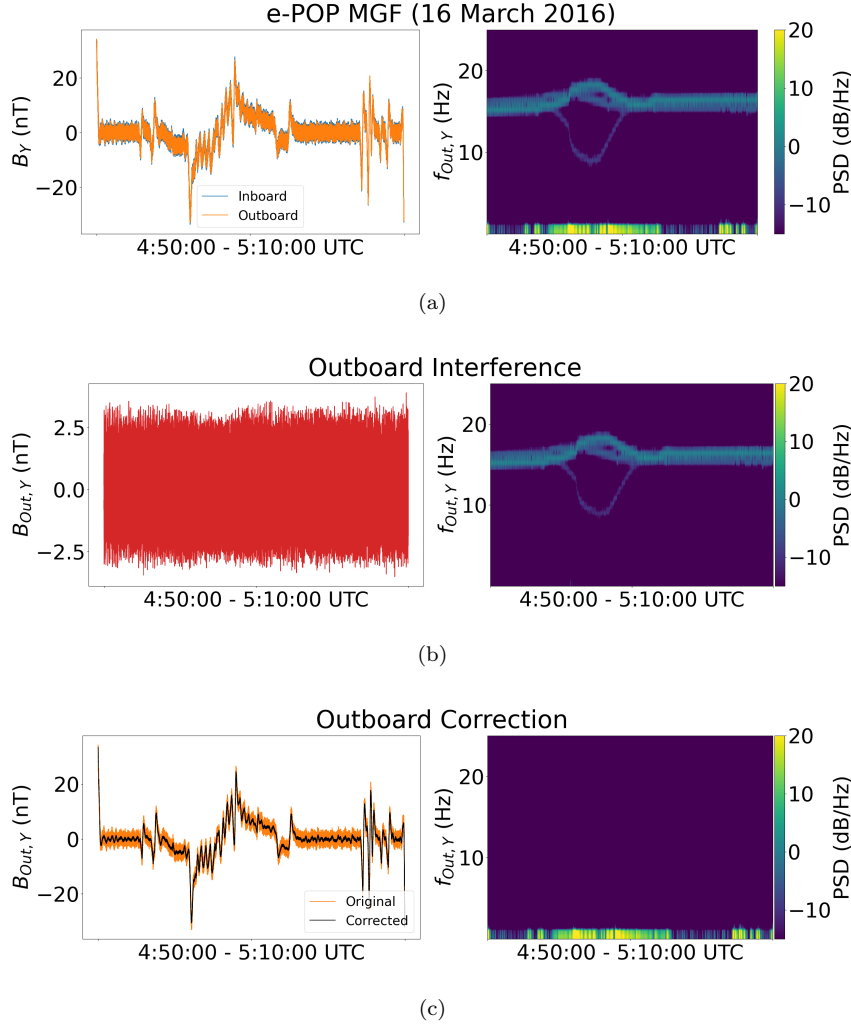 e-POP MGF (16 March 2016)
B_Y (nT)
20
0
−20
Inboard
Outboard
4:50:00 - 5:10:00 UTC
f_Out,Y (Hz)
20
10
4:50:00 - 5:10:00 UTC
20
10
0
−10
PSD (dB/Hz)
(a)
Outboard Interference
B_Out,Y (nT)
2.5
0.0
−2.5
4:50:00 - 5:10:00 UTC
f_Out,Y (Hz)
20
10
4:50:00 - 5:10:00 UTC
20
10
0
−10
PSD (dB/Hz)
(b)
Outboard Correction
B_Out,Y (nT)
20
0
−20
Original
Corrected
4:50:00 - 5:10:00 UTC
f_Out,Y (Hz)
20
10
4:50:00 - 5:10:00 UTC
20
10
0
−10
PSD (dB/Hz)
(c)